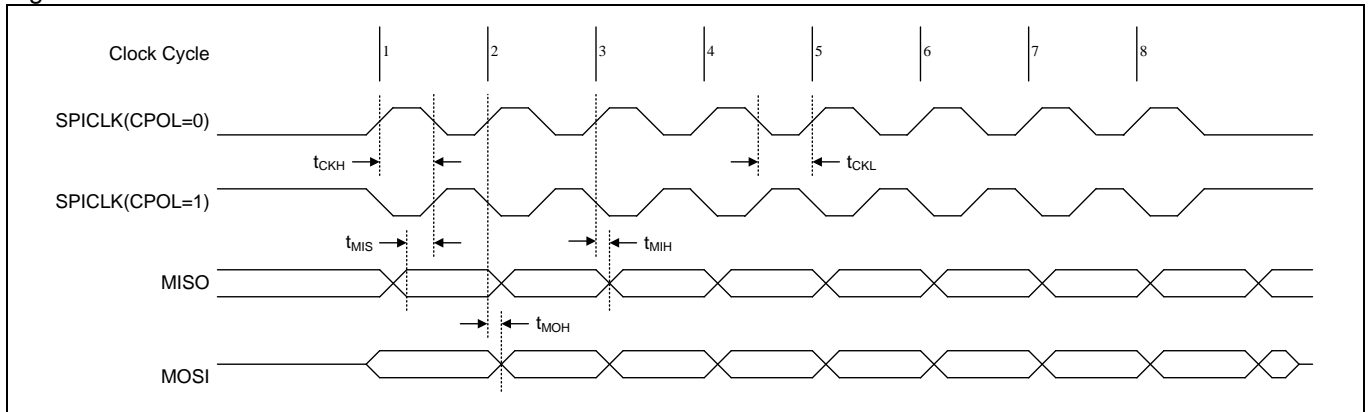 Clock Cycle 1 2 3 4 5 6 7 8
SPICLK(CPOL=0)
tCKH tCKL
SPICLK(CPOL=1)
tMIS tMIH
MISO
tMOH
MOSI